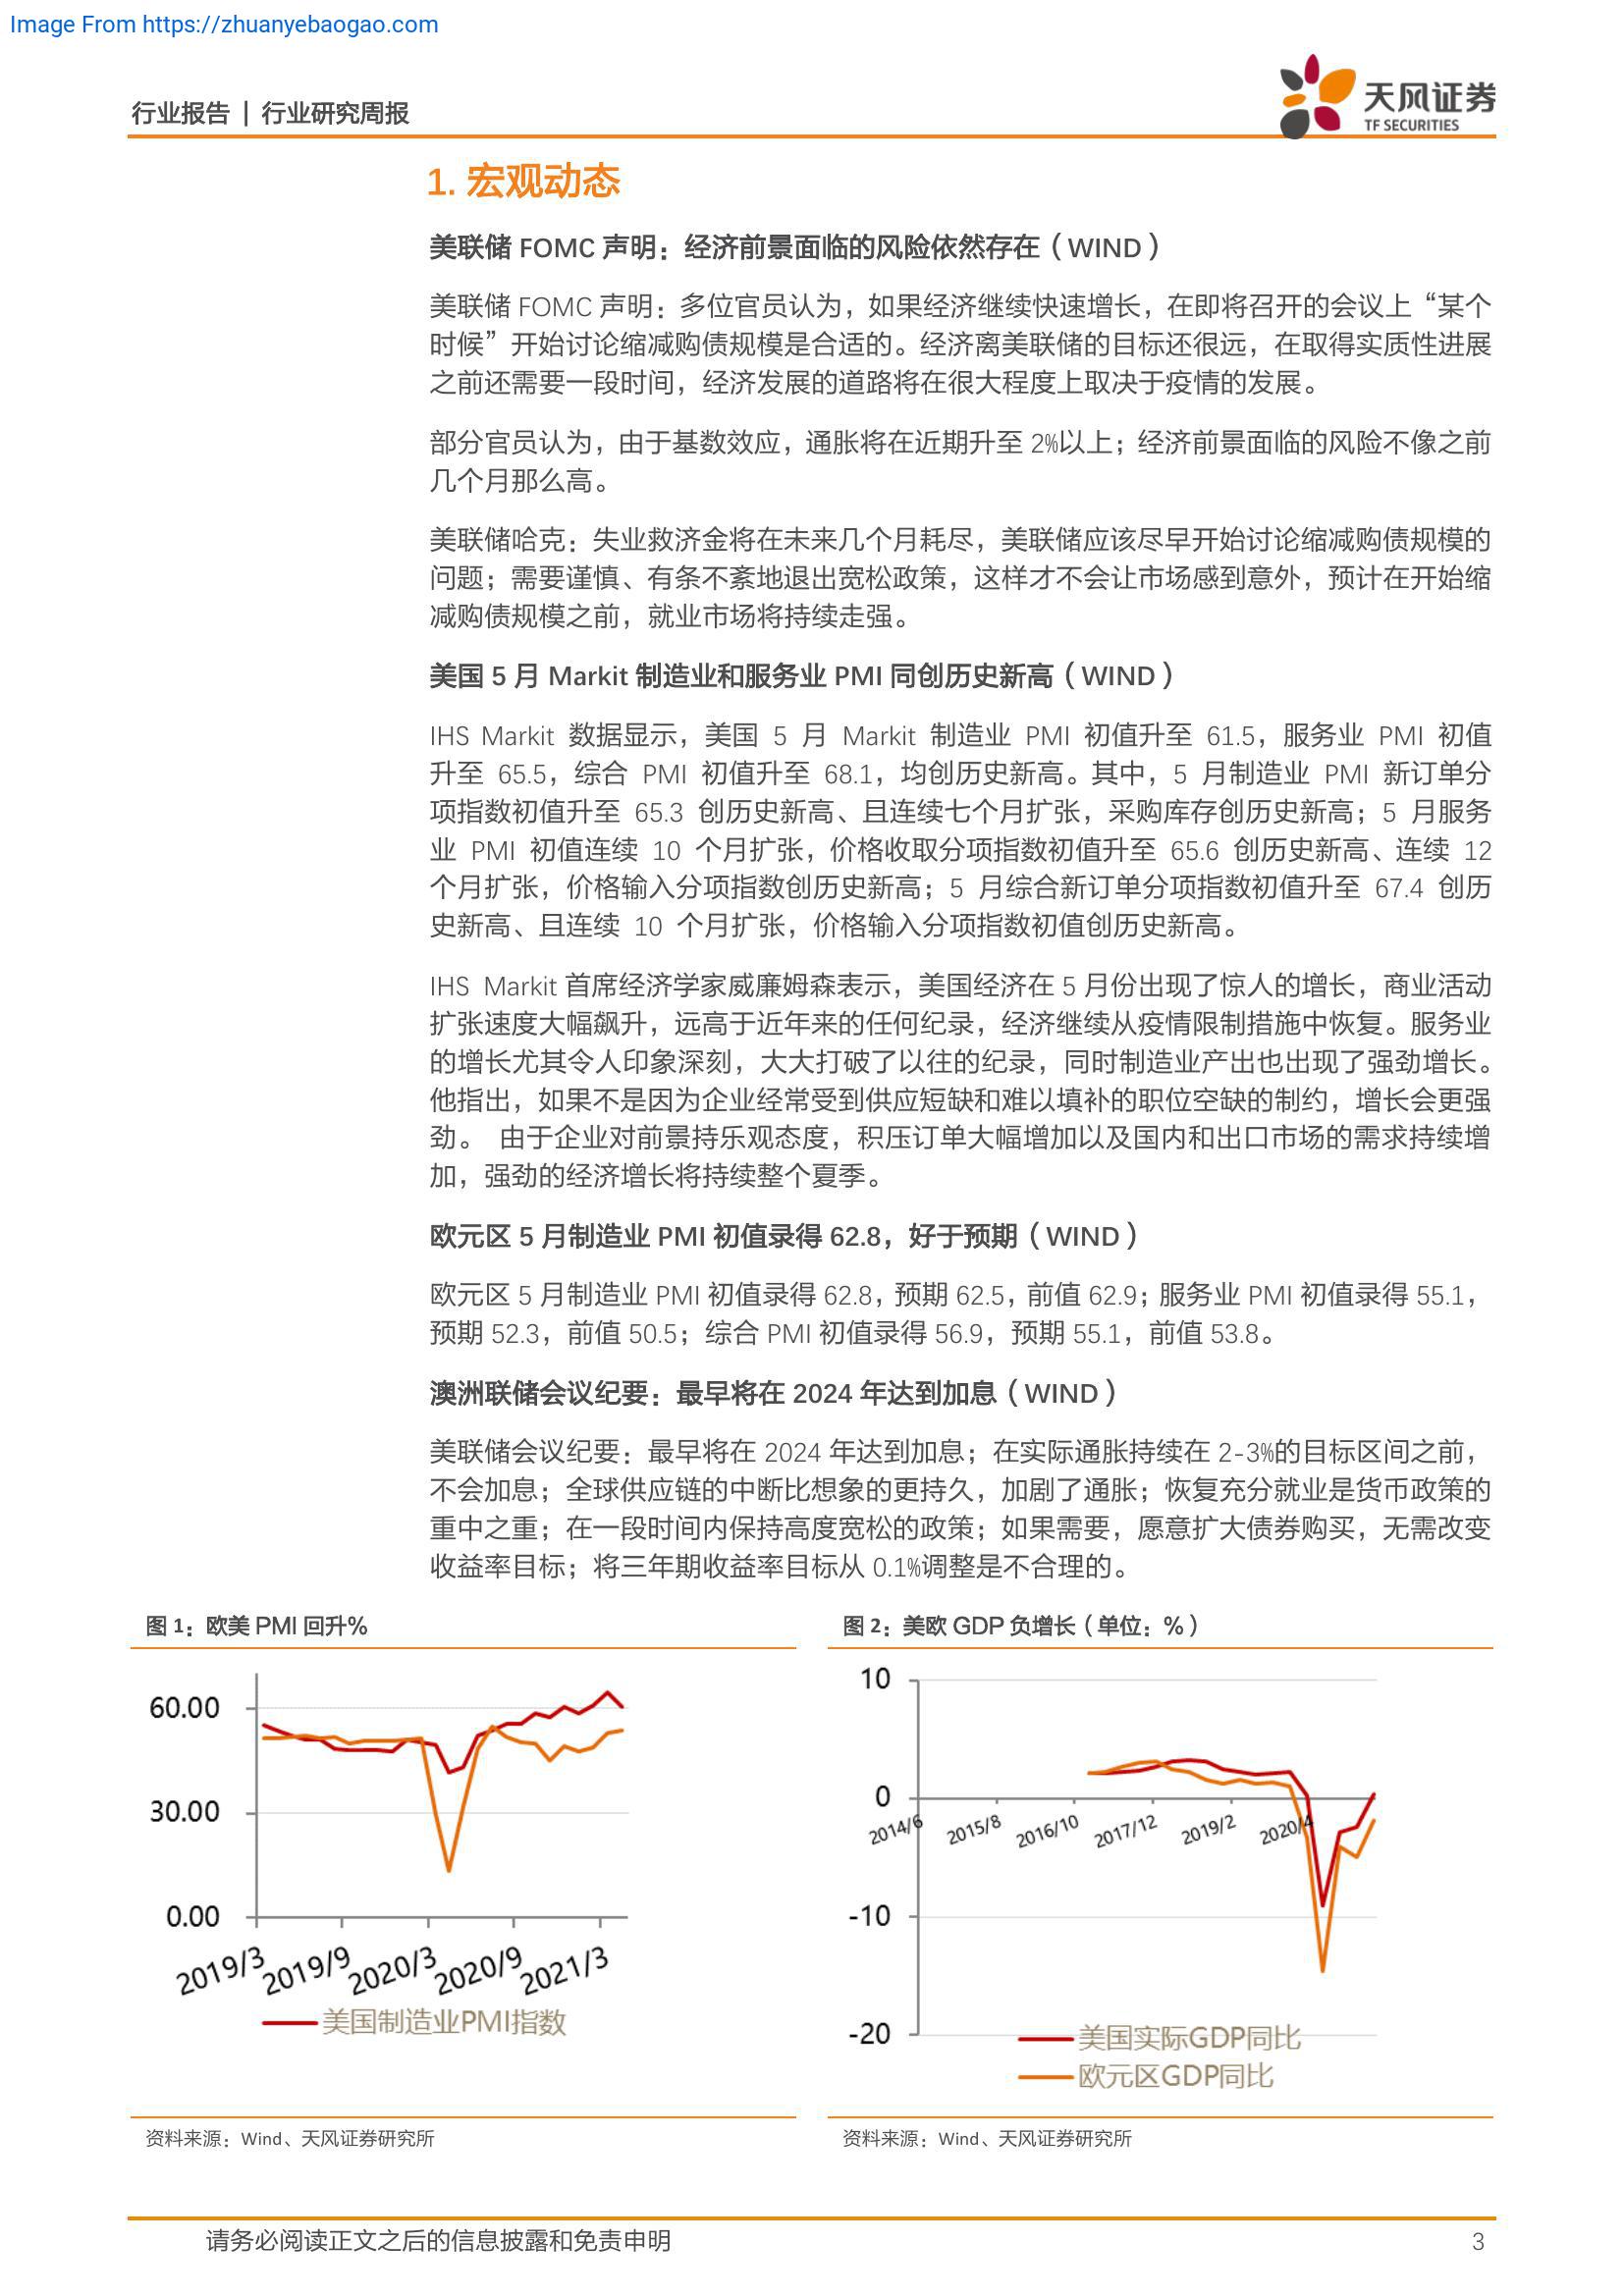 Image From https://zhuanyebaogao.com
行业报告 | 行业研究周报
天风证券
TF SECURITIES
1. 宏观动态
美联储 FOMC 声明：经济前景面临的风险依然存在（WIND）
美联储 FOMC 声明：多位官员认为，如果经济继续快速增长，在即将召开的会议上“某个
时候”开始讨论缩减购债规模是合适的。经济离美联储的目标还很远，在取得实质性进展
之前还需要一段时间，经济发展的道路将在很大程度上取决于疫情的发展。
部分官员认为，由于基数效应，通胀将在近期升至 2%以上；经济前景面临的风险不像之前
几个月那么高。
美联储哈克：失业救济金将在未来几个月耗尽，美联储应该尽早开始讨论缩减购债规模的
问题；需要谨慎、有条不紊地退出宽松政策，这样才不会让市场感到意外，预计在开始缩
减购债规模之前，就业市场将持续走强。
美国 5 月 Markit 制造业和服务业 PMI 同创历史新高（WIND）
IHS Markit 数据显示，美国 5 月 Markit 制造业 PMI 初值升至 61.5，服务业 PMI 初值
升至 65.5，综合 PMI 初值升至 68.1，均创历史新高。其中，5 月制造业 PMI 新订单分
项指数初值升至 65.3 创历史新高、且连续七个月扩张，采购库存创历史新高；5 月服务
业 PMI 初值连续 10 个月扩张，价格收取分项指数初值升至 65.6 创历史新高、连续 12
个月扩张，价格输入分项指数创历史新高；5 月综合新订单分项指数初值升至 67.4 创历
史新高、且连续 10 个月扩张，价格输入分项指数初值创历史新高。
IHS Markit 首席经济学家威廉姆森表示，美国经济在 5 月份出现了惊人的增长，商业活动
扩张速度大幅飙升，远高于近年来的任何纪录，经济继续从疫情限制措施中恢复。服务业
的增长尤其令人印象深刻，大大打破了以往的纪录，同时制造业产出也出现了强劲增长。
他指出，如果不是因为企业经常受到供应短缺和难以填补的职位空缺的制约，增长会更强
劲。 由于企业对前景持乐观态度，积压订单大幅增加以及国内和出口市场的需求持续增
加，强劲的经济增长将持续整个夏季。
欧元区 5 月制造业 PMI 初值录得 62.8，好于预期（WIND）
欧元区 5 月制造业 PMI 初值录得 62.8，预期 62.5，前值 62.9；服务业 PMI 初值录得 55.1，
预期 52.3，前值 50.5；综合 PMI 初值录得 56.9，预期 55.1，前值 53.8。
澳洲联储会议纪要：最早将在 2024 年达到加息（WIND）
美联储会议纪要：最早将在 2024 年达到加息；在实际通胀持续在 2-3%的目标区间之前，
不会加息；全球供应链的中断比想象的更持久，加剧了通胀；恢复充分就业是货币政策的
重中之重；在一段时间内保持高度宽松的政策；如果需要，愿意扩大债券购买，无需改变
收益率目标；将三年期收益率目标从 0.1%调整是不合理的。
图 1：欧美 PMI 回升%
60.00
30.00
0.00
2019/3 2019/9 2020/3 2020/9 2021/3
美国制造业PMI指数
资料来源：Wind、天风证券研究所
图 2：美欧 GDP 负增长（单位：%）
10
0
2014/6 2015/8 2016/10 2017/12 2019/2 2020/4
-10
-20
美国实际GDP同比
欧元区GDP同比
资料来源：Wind、天风证券研究所
请务必阅读正文之后的信息披露和免责申明
3